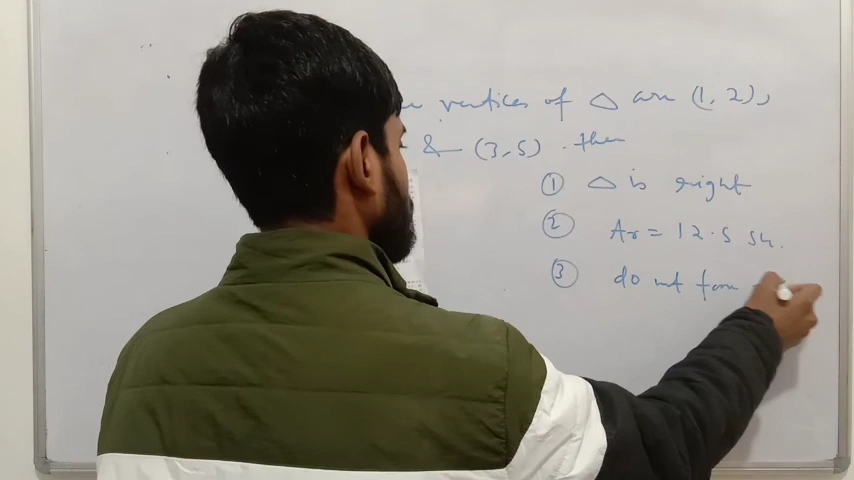 vertices of △ are (1, 2),
& (3, 5) . then
① △ is right
② Ar = 12.5 sq.
③ do not form